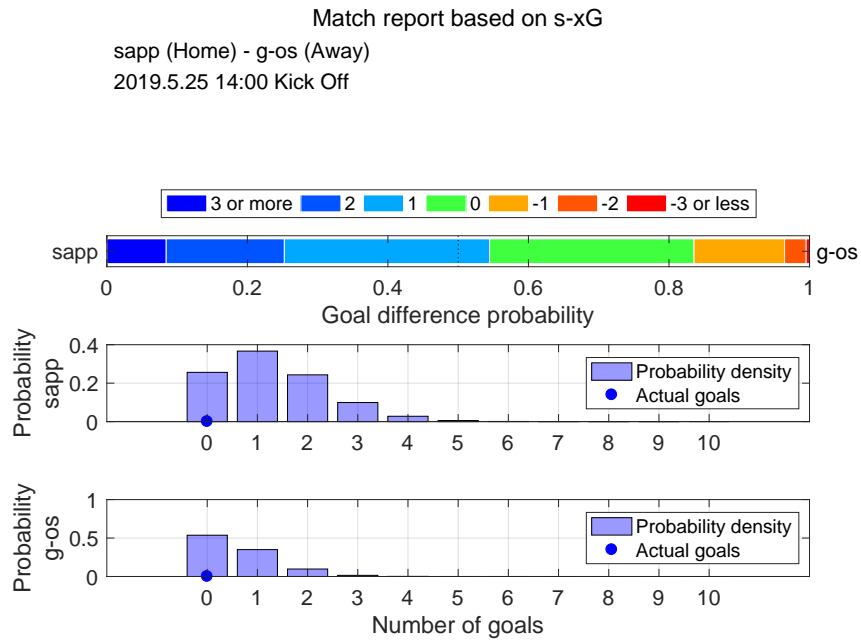 Match report based on s-xG
sapp (Home) - g-os (Away)
2019.5.25 14:00 Kick Off
3 or more 2 1 0 -1 -2 -3 or less
sapp g-os
0 0.2 0.4 0.6 0.8 1
Goal difference probability
Probability
sapp
0.4
0.2
0
Probability density
Actual goals
0 1 2 3 4 5 6 7 8 9 10
Probability
g-os
1
0.5
0
Probability density
Actual goals
0 1 2 3 4 5 6 7 8 9 10
Number of goals